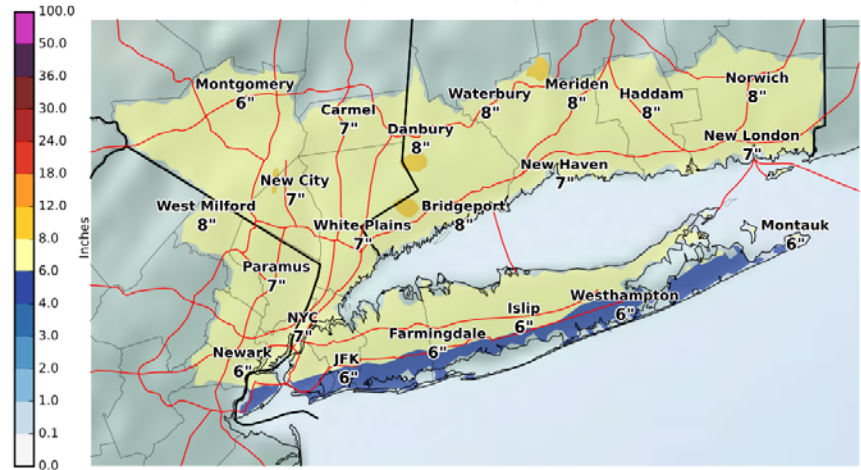 100.0
50.0
36.0
30.0
24.0
18.0
12.0
8.0
6.0
4.0
3.0
2.0
1.0
0.1
0.0
Inches
Montgomery
6"
Carmel
7"
Danbury
8"
Waterbury
8"
Meriden
8"
Haddam
8"
Norwich
8"
New London
7"
New Haven
7"
New City
7"
West Milford
8"
White Plains
7"
Bridgeport
8"
Montauk
6"
Paramus
7"
NYC
7"
Westhampton
6"
Islip
6"
Farmingdale
6"
Newark
6"
JFK
6"